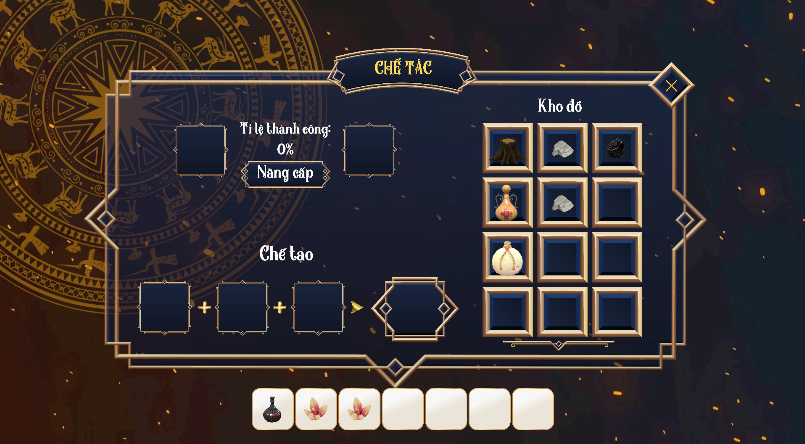 CHẾ TÁC
Kho đồ
Tỉ lệ thành công:
0%
Nâng cấp
Chế tạo